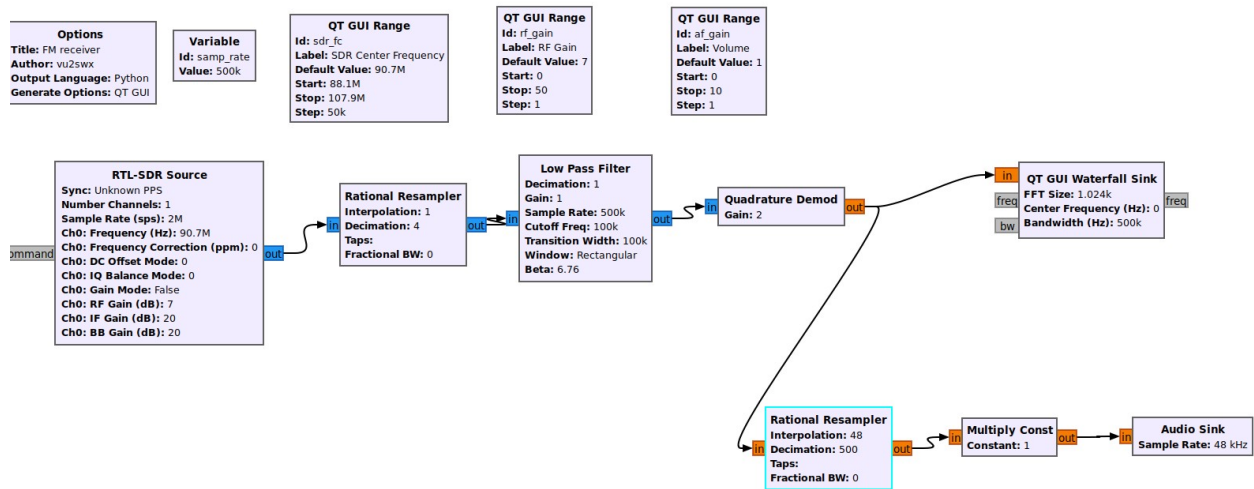 Options
Title: FM receiver
Author: vu2swx
Output Language: Python
Generate Options: QT GUI
Variable
Id: samp_rate
Value: 500k
QT GUI Range
Id: sdr_fc
Label: SDR Center Frequency
Default Value: 90.7M
Start: 88.1M
Stop: 107.9M
Step: 50k
QT GUI Range
Id: rf_gain
Label: RF Gain
Default Value: 7
Start: 0
Stop: 50
Step: 1
QT GUI Range
Id: af_gain
Label: Volume
Default Value: 1
Start: 0
Stop: 10
Step: 1
ommand
RTL-SDR Source
Sync: Unknown PPS
Number Channels: 1
Sample Rate (sps): 2M
Ch0: Frequency (Hz): 90.7M
Ch0: Frequency Correction (ppm): 0
Ch0: DC Offset Mode: 0
Ch0: IQ Balance Mode: 0
Ch0: Gain Mode: False
Ch0: RF Gain (dB): 7
Ch0: IF Gain (dB): 20
Ch0: BB Gain (dB): 20
out
in
Rational Resampler
Interpolation: 1
Decimation: 4
Taps:
Fractional BW: 0
out
in
Low Pass Filter
Decimation: 1
Gain: 1
Sample Rate: 500k
Cutoff Freq: 100k
Transition Width: 100k
Window: Rectangular
Beta: 6.76
out
in
Quadrature Demod
Gain: 2
out
in
freq
bw
QT GUI Waterfall Sink
FFT Size: 1.024k
Center Frequency (Hz): 0
Bandwidth (Hz): 500k
freq
in
Rational Resampler
Interpolation: 48
Decimation: 500
Taps:
Fractional BW: 0
out
in
Multiply Const
Constant: 1
out
in
Audio Sink
Sample Rate: 48 kHz